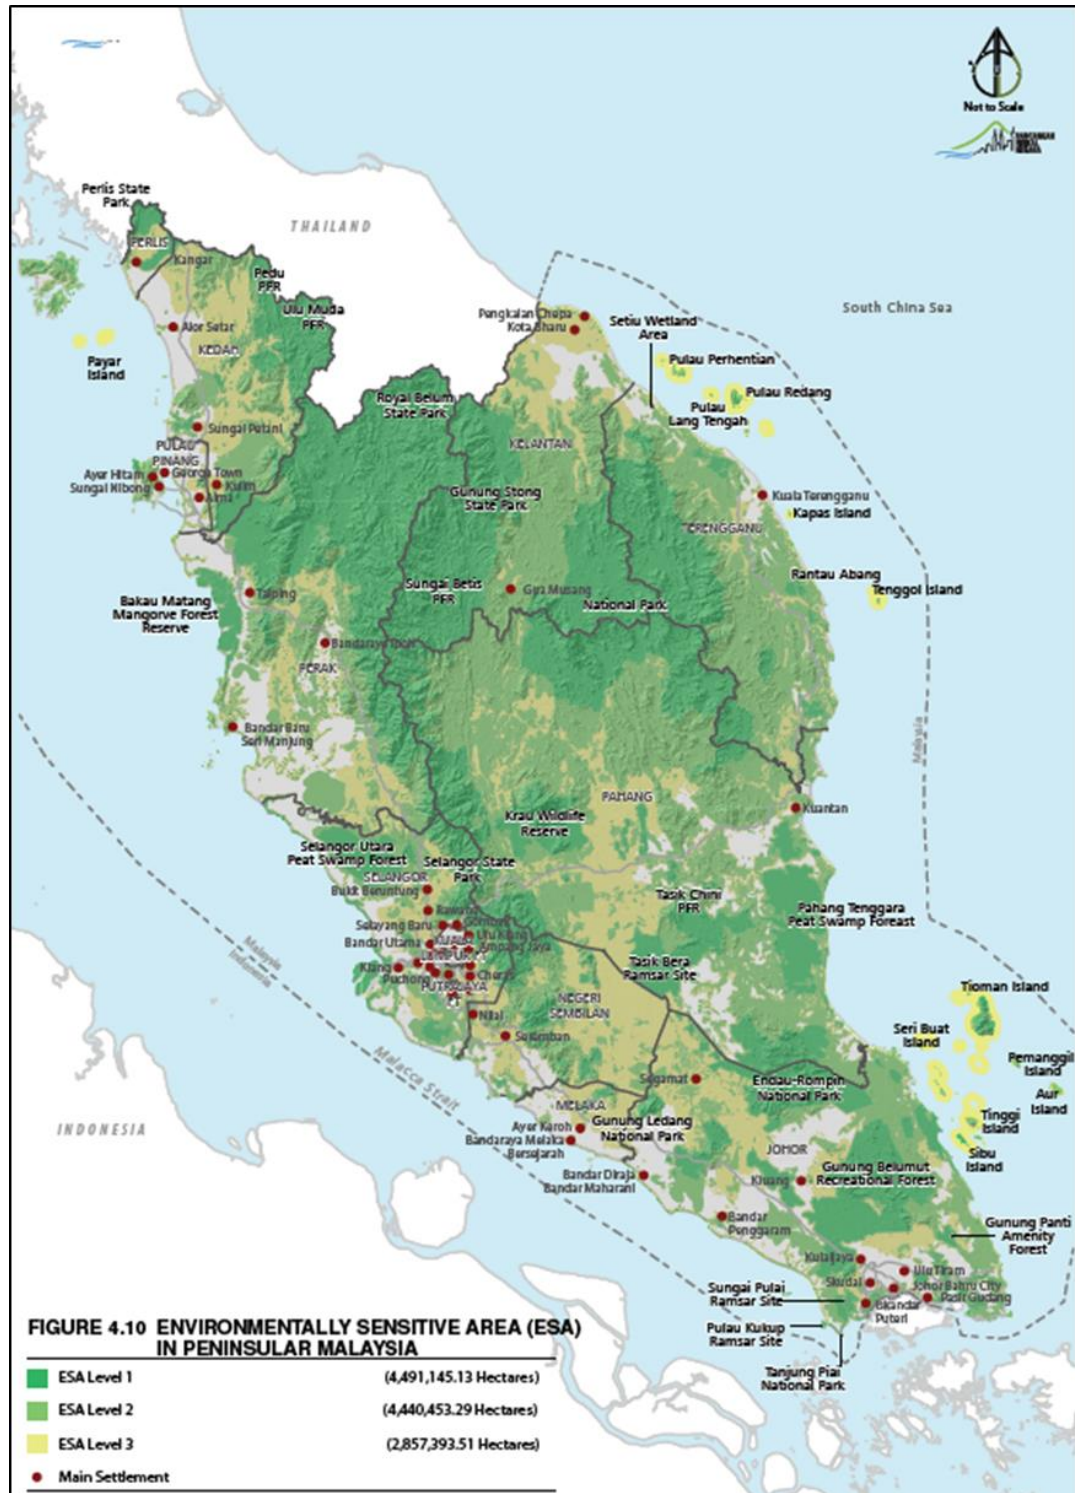 Not to Scale
Perlis State
Park
THAILAND
PERLIS
Kangar
Pedu
PFR
Ulu Muda
PFR
South China Sea
Pengkalan Chepa
Kota Bharu
Setiu Wetland
Area
Alor Setar
KEDAH
Pulau Perhentian
Payar
Island
Pulau Redang
Royal Belum
State Park
Pulau
Lang Tengah
Sungai Petani
KELANTAN
PULAU
PINANG
Ayer Hitam
George Town
Sungai Nibong
Kulim
Alma
Gunung Stong
State Park
Kuala Terengganu
Kapas Island
TERENGGANU
Sungai Betis
PFR
Gua Musang
Rantau Abang
Tenggol Island
National Park
Taiping
Bakau Matang
Mangorve Forest
Reserve
Bandaraya Ipoh
PERAK
Bandar Baru
Seri Manjung
Malaysia
PAHANG
Kuantan
Krau Wildlife
Reserve
Selangor Utara
Peat Swamp Forest
Selangor State
Park
SELANGOR
Bukit Beruntung
Tasik Chini
PFR
Pahang Tenggara
Peat Swamp Foreast
Rawang
Selayang Baru
Gombak
Ulu Klang
Bandar Utama
KUALA
LUMPUR
Ampang Jaya
Klang
Puchong
Cheras
PUTRAJAYA
Malaysia
Indonesia
Tasik Bera
Ramsar Site
Tioman Island
NEGERI
SEMBILAN
Nilai
Seremban
Seri Buat
Island
Pemanggil
Island
Malacca Strait
Segamat
Endau-Rompin
National Park
Aur
Island
MELAKA
Tinggi
Island
INDONESIA
Ayer Keroh
Bandaraya Melaka
Bersejarah
Gunung Ledang
National Park
JOHOR
Sibu
Island
Bandar Diraja
Bandar Maharani
Kluang
Gunung Belumut
Recreational Forest
Bandar
Penggaram
Gunung Panti
Amenity
Forest
Kulaijaya
Ulu Tiram
Skudai
Johor Bahru City
Pasir Gudang
Sungai Pulai
Ramsar Site
Iskandar
Puteri
Pulau Kukup
Ramsar Site
Tanjung Piai
National Park
FIGURE 4.10 ENVIRONMENTALLY SENSITIVE AREA (ESA)
IN PENINSULAR MALAYSIA
ESA Level 1 (4,491,145.13 Hectares)
ESA Level 2 (4,440,453.29 Hectares)
ESA Level 3 (2,857,393.51 Hectares)
Main Settlement